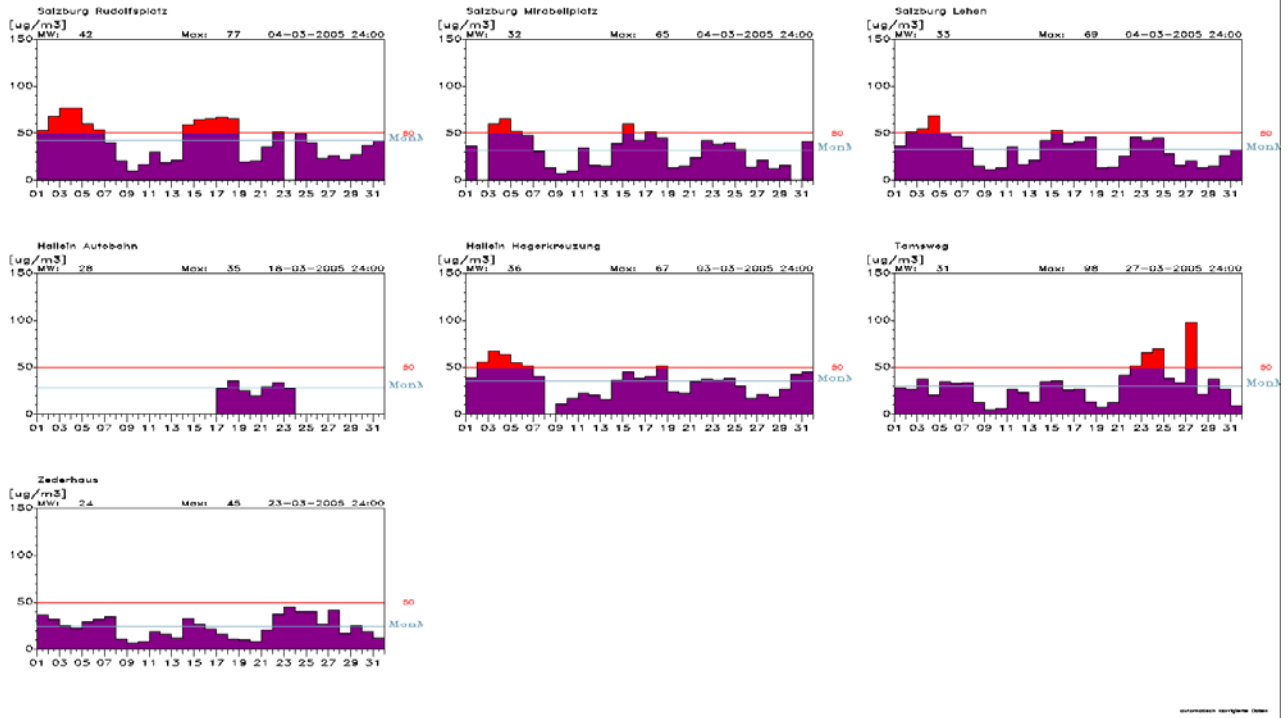 Salzburg Rudolfsplatz
[ug/m3]
MW: 42 Max: 77 04-03-2005 24:00
150
100
50
0
50
MonM
01 03 05 07 09 11 13 15 17 19 21 23 25 27 29 31
Salzburg Mirabellplatz
[ug/m3]
MW: 32 Max: 65 04-03-2005 24:00
150
100
50
0
50
MonM
01 03 05 07 09 11 13 15 17 19 21 23 25 27 29 31
Salzburg Lehen
[ug/m3]
MW: 33 Max: 69 04-03-2005 24:00
150
100
50
0
50
MonM
01 03 05 07 09 11 13 15 17 19 21 23 25 27 29 31
Hallein Autobahn
[ug/m3]
MW: 28 Max: 35 18-03-2005 24:00
150
100
50
0
50
MonM
01 03 05 07 09 11 13 15 17 19 21 23 25 27 29 31
Hallein Hagerkreuzung
[ug/m3]
MW: 36 Max: 67 03-03-2005 24:00
150
100
50
0
50
MonM
01 03 05 07 09 11 13 15 17 19 21 23 25 27 29 31
Tamsweg
[ug/m3]
MW: 31 Max: 98 27-03-2005 24:00
150
100
50
0
50
MonM
01 03 05 07 09 11 13 15 17 19 21 23 25 27 29 31
Zederhaus
[ug/m3]
MW: 24 Max: 45 23-03-2005 24:00
150
100
50
0
50
MonM
01 03 05 07 09 11 13 15 17 19 21 23 25 27 29 31
automatisch korrigierte Daten